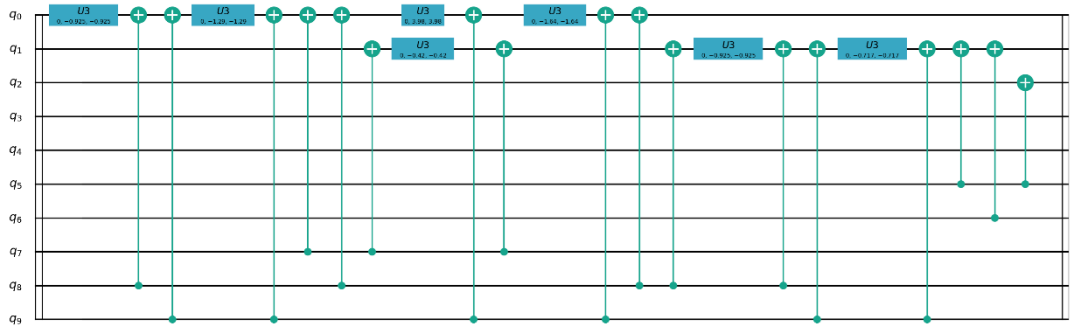 q0
U3
0, −0.925, −0.925
U3
0, −1.29, −1.29
U3
0, 3.98, 3.98
U3
0, −1.64, −1.64
q1
U3
0, −0.42, −0.42
U3
0, −0.925, −0.925
U3
0, −0.717, −0.717
q2
q3
q4
q5
q6
q7
q8
q9